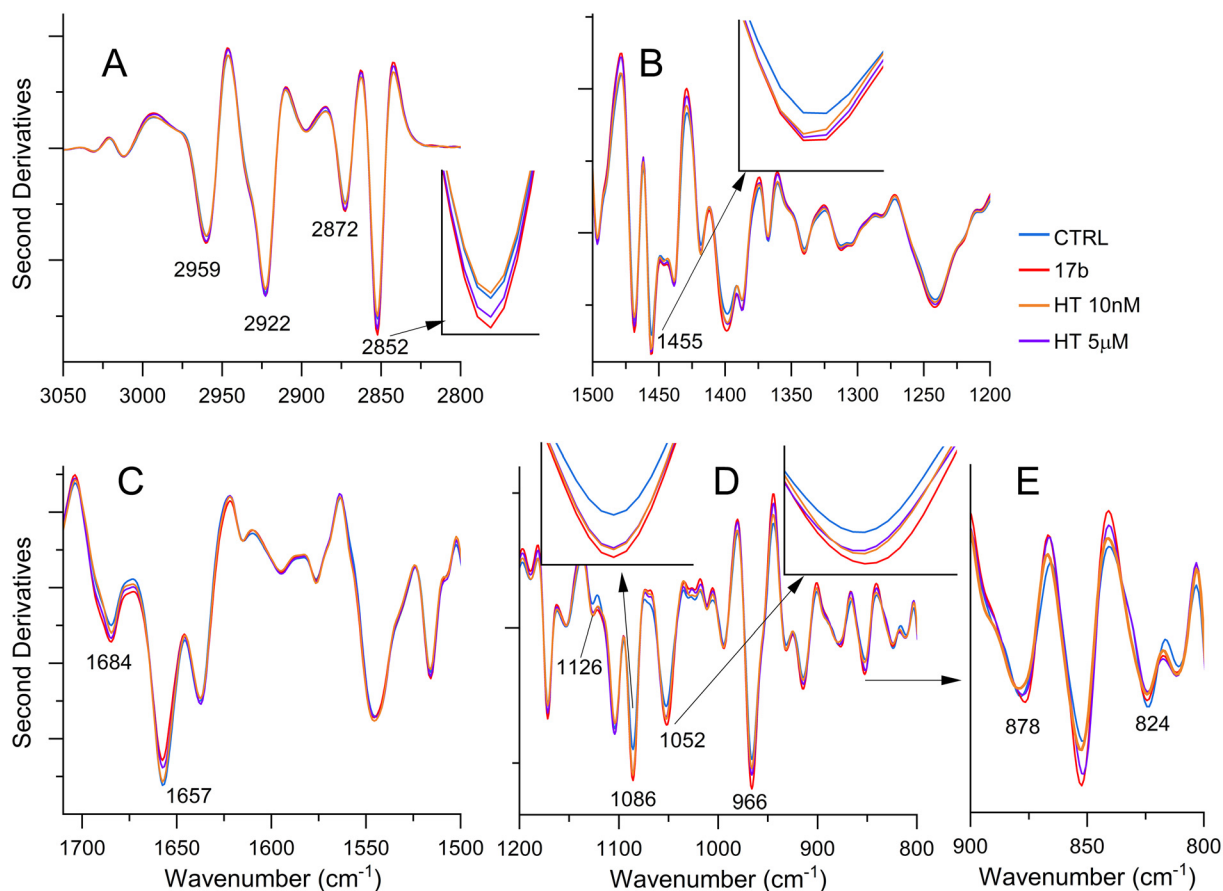 A
Second Derivatives
2959
2922
2872
2852
3050 3000 2950 2900 2850 2800
B
1455
1500 1450 1400 1350 1300 1250 1200
CTRL
17b
HT 10nM
HT 5μM
C
Second Derivatives
1684
1657
1700 1650 1600 1550 1500
Wavenumber (cm-1)
D
1126
1086
1052
966
1200 1100 1000 900 800
Wavenumber (cm-1)
E
878
824
900 850 800
Wavenumber (cm-1)